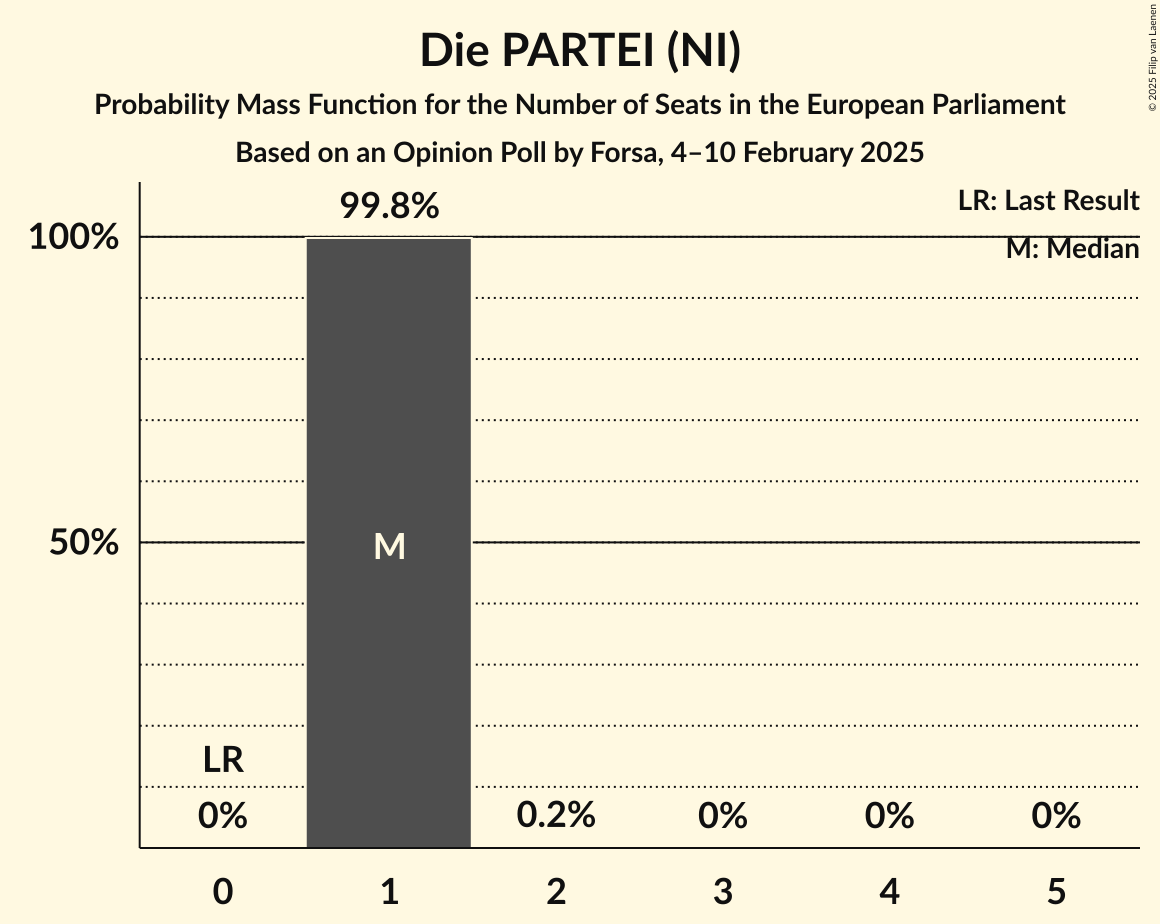 Die PARTEI (NI)
Probability Mass Function for the Number of Seats in the European Parliament
Based on an Opinion Poll by Forsa, 4–10 February 2025
© 2025 Filip van Laenen
LR: Last Result
M: Median
99.8%
100%
50%
M
LR
0%
0.2%
0%
0%
0%
0
1
2
3
4
5